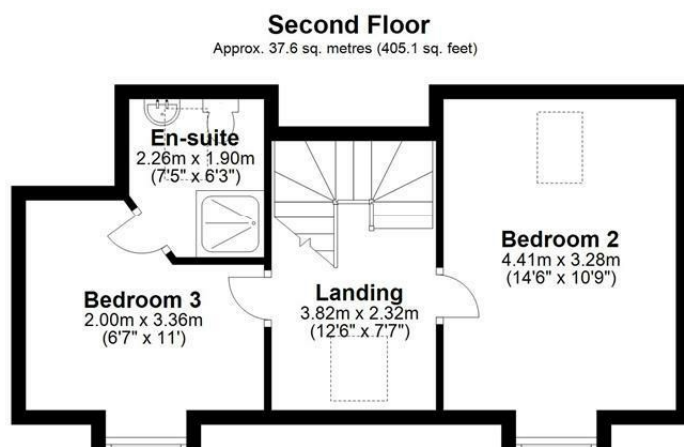 Second Floor
Approx. 37.6 sq. metres (405.1 sq. feet)
En-suite
2.26m x 1.90m
(7'5" x 6'3")
Bedroom 2
4.41m x 3.28m
(14'6" x 10'9")
Bedroom 3
2.00m x 3.36m
(6'7" x 11')
Landing
3.82m x 2.32m
(12'6" x 7'7")